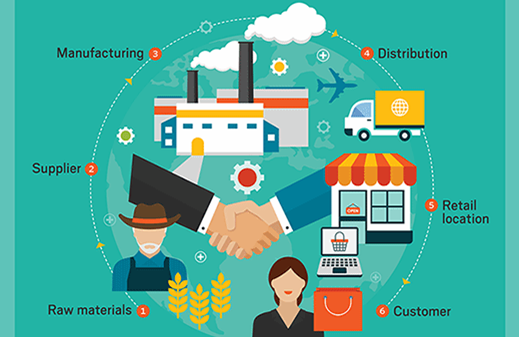 Manufacturing 3
4 Distribution
Supplier 2
OPEN
5 Retail
location
Raw materials 1
6 Customer